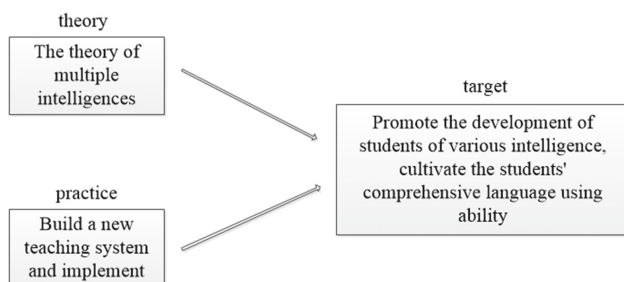 theory
The theory of
multiple
intelligences
target
Promote the development of
students of various intelligence,
cultivate the students'
comprehensive language using
ability
practice
Build a new
teaching system
and implement